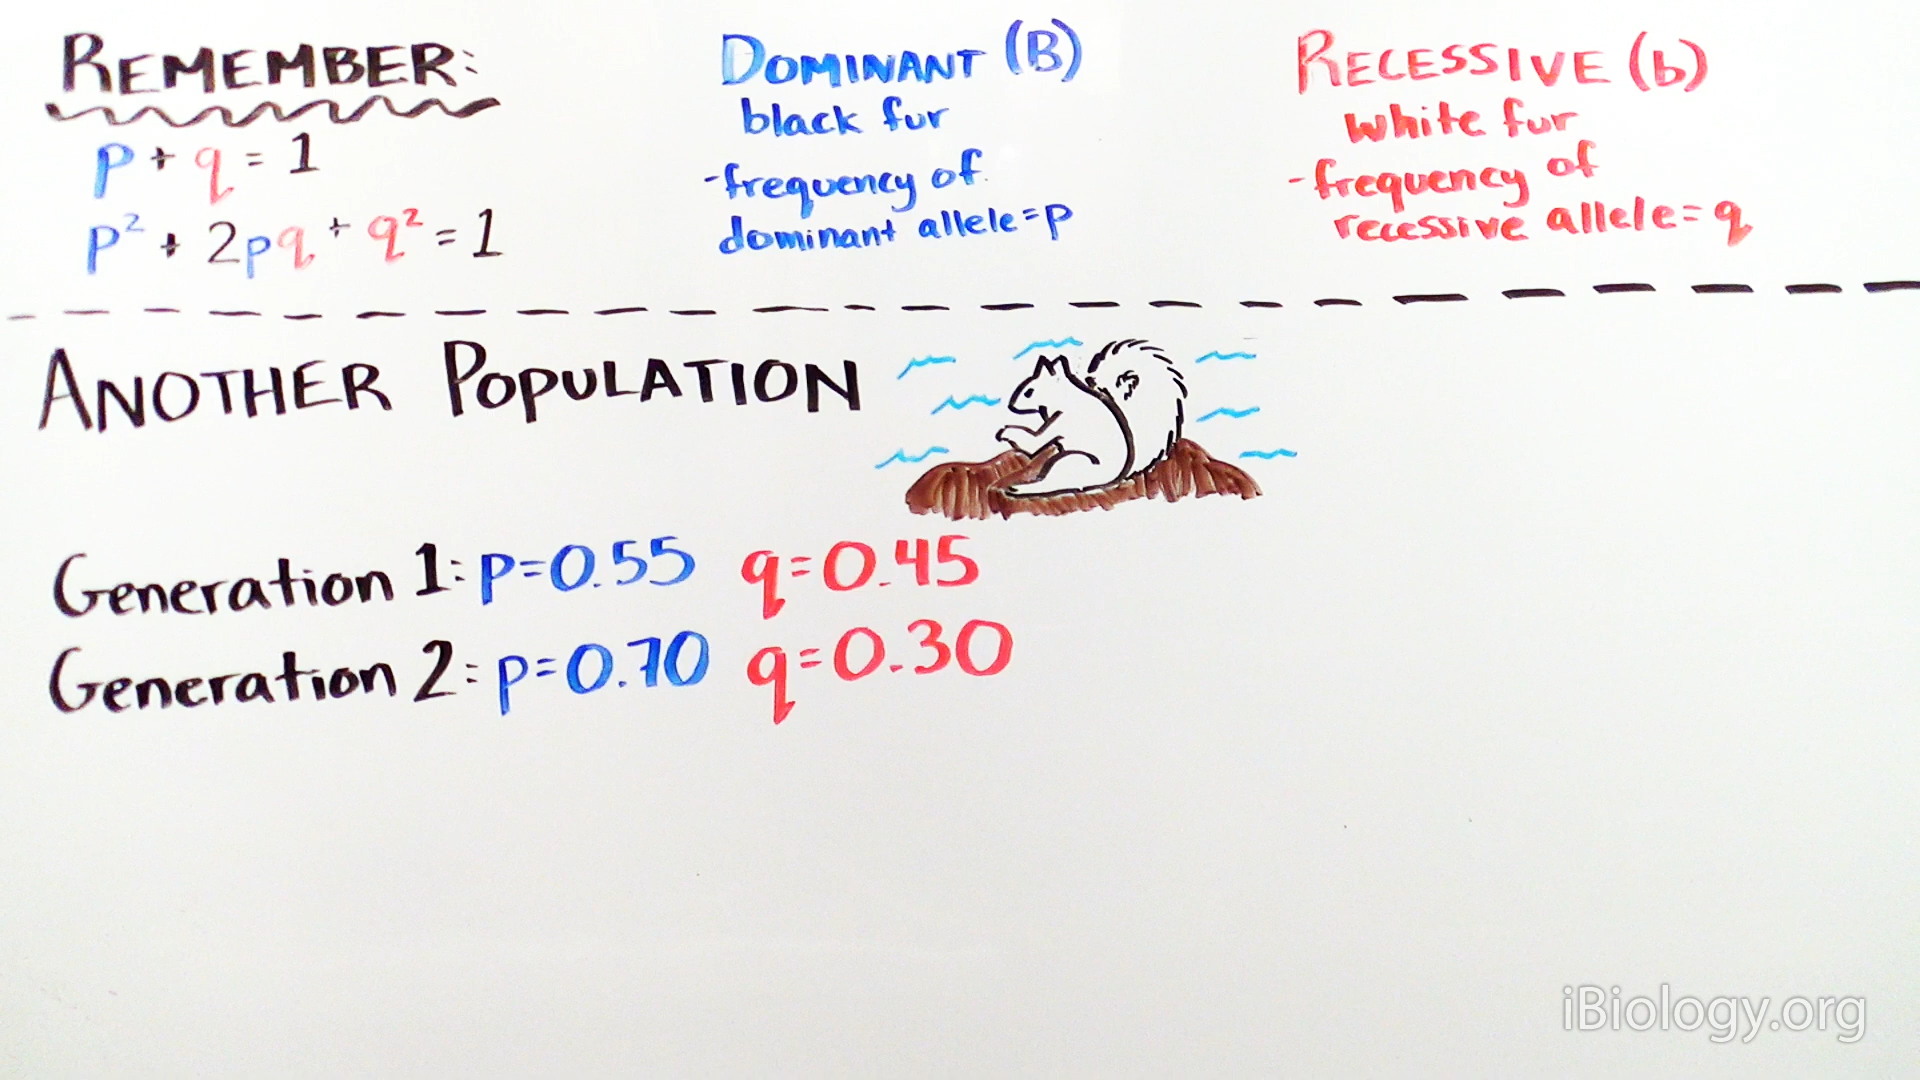 REMEMBER:
p + q = 1
p² + 2pq + q² = 1
DOMINANT (B)
black fur
-frequency of
dominant allele=p
RECESSIVE (b)
white fur
-frequency of
recessive allele=q
ANOTHER POPULATION
Generation 1: p=0.55 q=0.45
Generation 2: p=0.70 q=0.30
iBiology.org